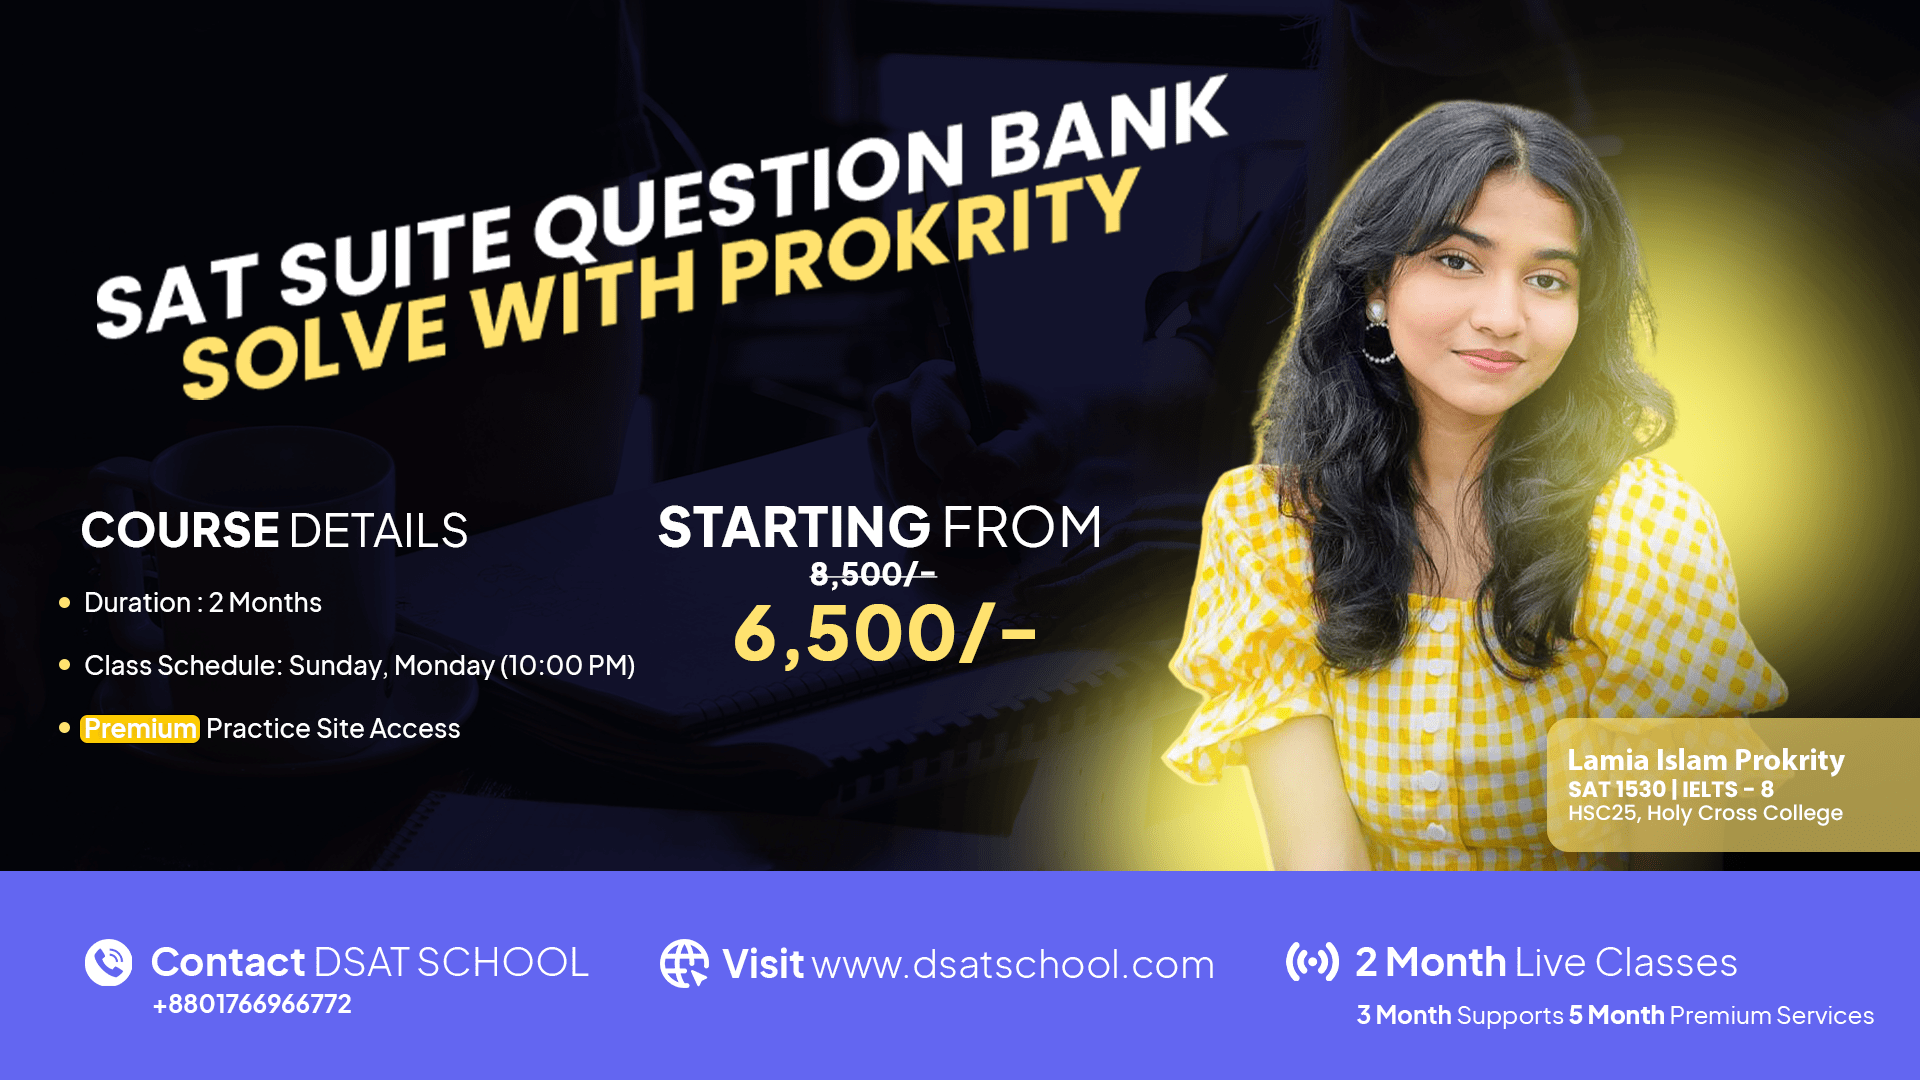 SAT SUITE QUESTION BANK
SOLVE WITH PROKRITY
COURSE DETAILS
Duration : 2 Months
Class Schedule: Sunday, Monday (10:00 PM)
Premium Practice Site Access
STARTING FROM
8,500/-
6,500/-
Lamia Islam Prokrity
SAT 1530 | IELTS - 8
HSC25, Holy Cross College
Contact DSAT SCHOOL
+8801766966772
Visit www.dsatschool.com
2 Month Live Classes
3 Month Supports 5 Month Premium Services